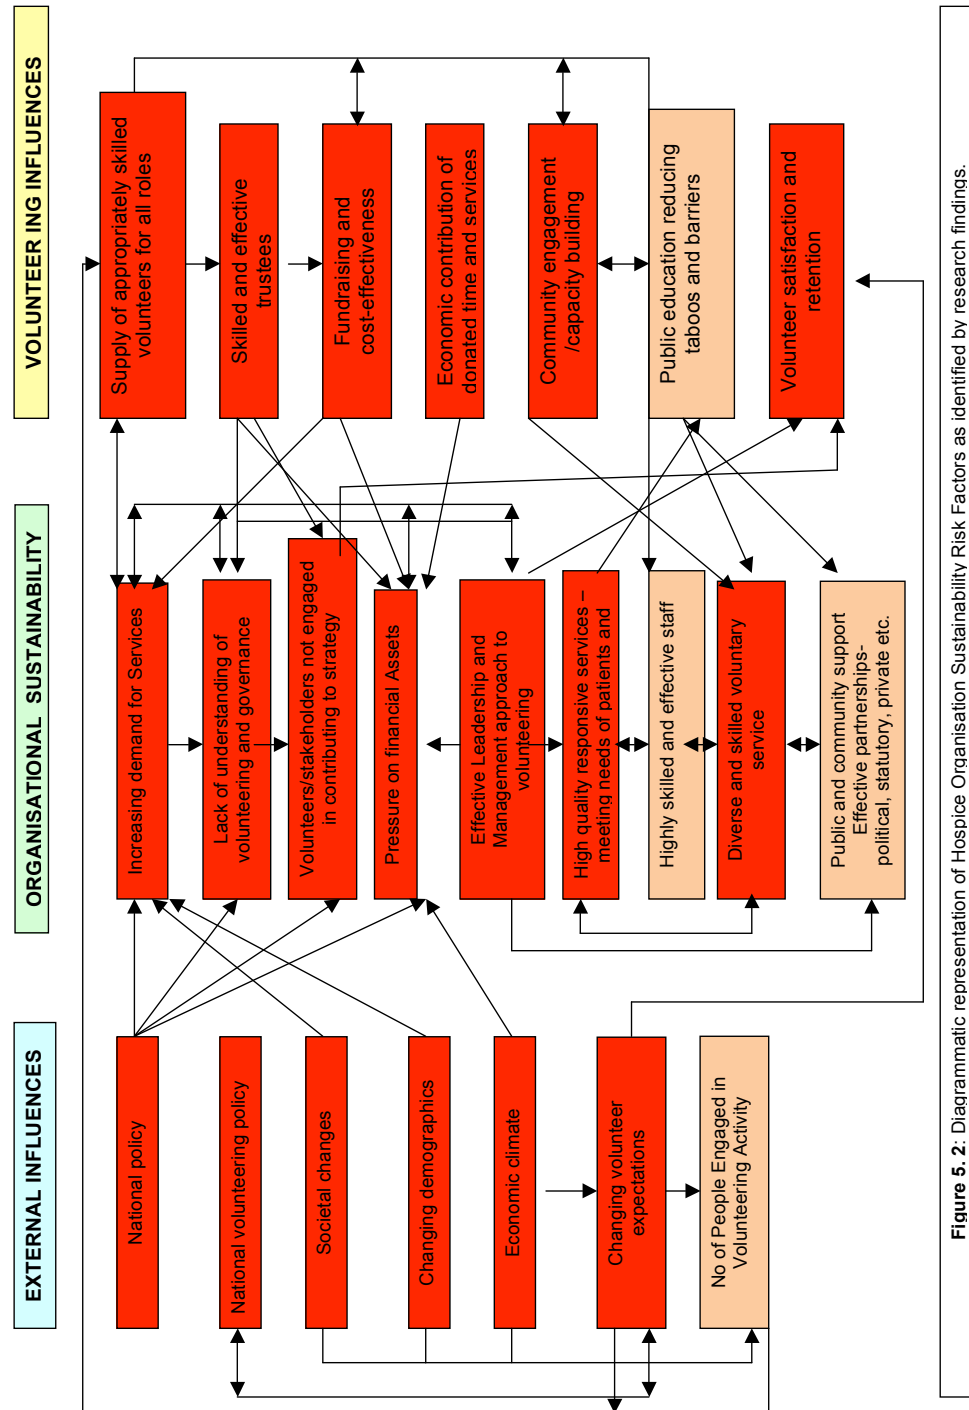 EXTERNAL INFLUENCES
National policy
National volunteering policy
Societal changes
Changing demographics
Economic climate
Changing volunteer
expectations
No of People Engaged in
Volunteering Activity
ORGANISATIONAL SUSTAINABILITY
Increasing demand for Services
Lack of understanding of
volunteering and governance
Volunteers/stakeholders not engaged
in contributing to strategy
Pressure on financial Assets
Effective Leadership and
Management approach to
volunteering
High quality responsive services –
meeting needs of patients and
Highly skilled and effective staff
Diverse and skilled voluntary
service
Public and community support
Effective partnerships-
political, statutory, private etc.
VOLUNTEER ING INFLUENCES
Supply of appropriately skilled
volunteers for all roles
Skilled and effective
trustees
Fundraising and
cost-effectiveness
Economic contribution of
donated time and services
Community engagement
/capacity building
Public education reducing
taboos and barriers
Volunteer satisfaction and
retention
Figure 5. 2: Diagrammatic representation of Hospice Organisation Sustainability Risk Factors as identified by research findings.